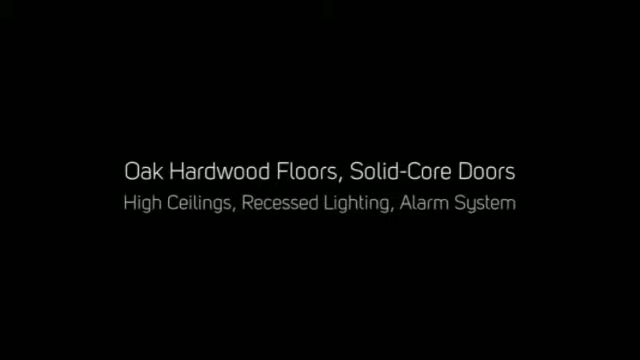 Oak Hardwood Floors, Solid-Core Doors
High Ceilings, Recessed Lighting, Alarm System